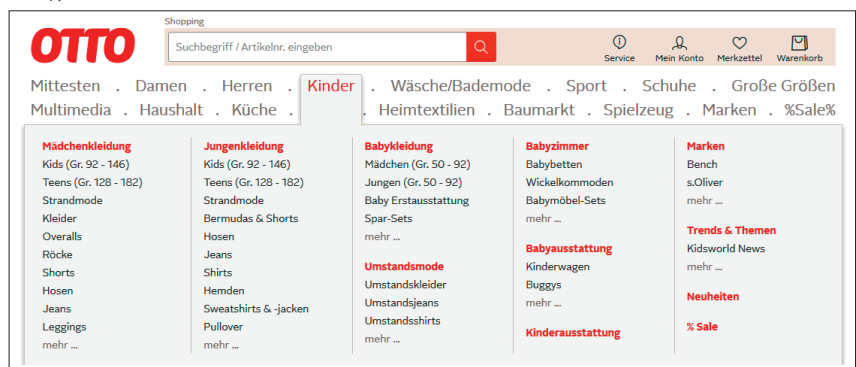 Shopping
OTTO
Suchbegriff / Artikelnr. eingeben
Service
Mein Konto
Merkzettel
Warenkorb
Mittesten . Damen . Herren . Kinder . Wäsche/Bademode . Sport . Schuhe . Große Größen
Multimedia . Haushalt . Küche . . Heimtextilien . Baumarkt . Spielzeug . Marken . %Sale%
Mädchenkleidung
Kids (Gr. 92 - 146)
Teens (Gr. 128 - 182)
Strandmode
Kleider
Overalls
Röcke
Shorts
Hosen
Jeans
Leggings
mehr ...
Jungenkleidung
Kids (Gr. 92 - 146)
Teens (Gr. 128 - 182)
Strandmode
Bermudas & Shorts
Hosen
Jeans
Shirts
Hemden
Sweatshirts & -jacken
Pullover
mehr ...
Babykleidung
Mädchen (Gr. 50 - 92)
Jungen (Gr. 50 - 92)
Baby Erstausstattung
Spar-Sets
mehr ...
Umstandsmode
Umstandskleider
Umstandsjeans
Umstandsshirts
mehr ...
Babyzimmer
Babybetten
Wickelkommoden
Babymöbel-Sets
mehr ...
Babyausstattung
Kinderwagen
Buggys
mehr ...
Kinderausstattung
Marken
Bench
s.Oliver
mehr ...
Trends & Themen
Kidsworld News
mehr ...
Neuheiten
% Sale